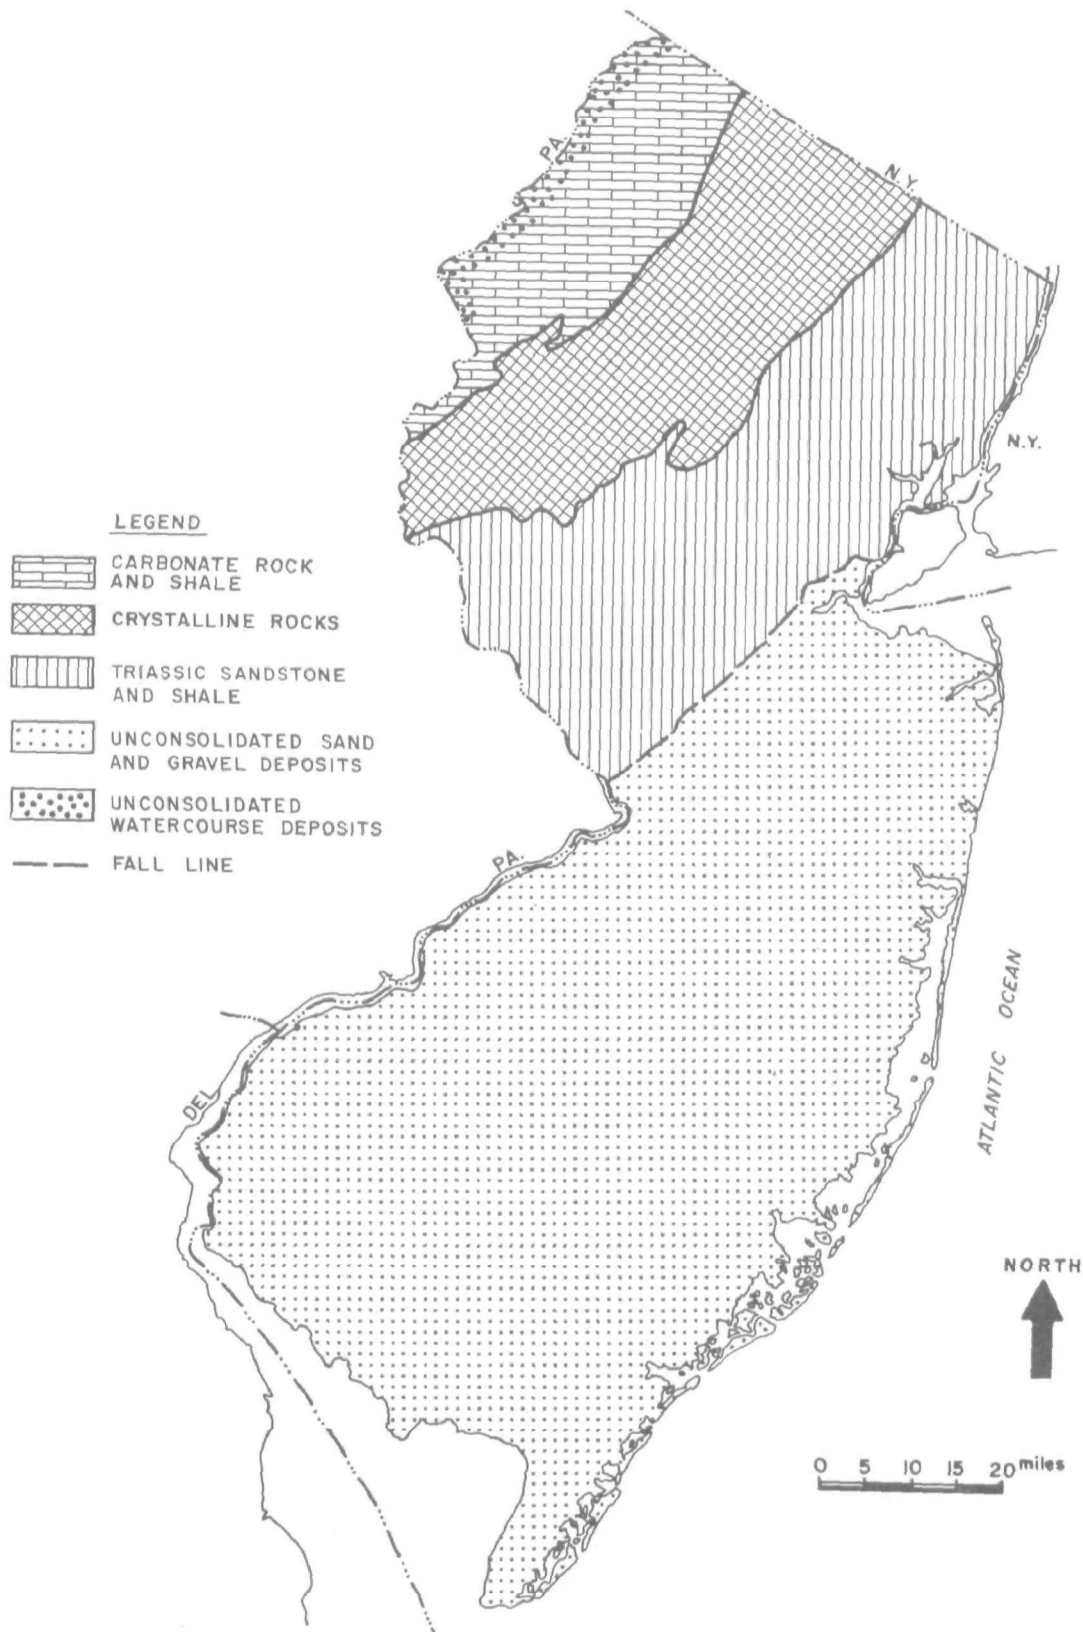 PA.
N.Y.
N.Y.
LEGEND
CARBONATE ROCK
AND SHALE
CRYSTALLINE ROCKS
TRIASSIC SANDSTONE
AND SHALE
UNCONSOLIDATED SAND
AND GRAVEL DEPOSITS
UNCONSOLIDATED
WATERCOURSE DEPOSITS
FALL LINE
PA.
DEL.
ATLANTIC OCEAN
NORTH
0 5 10 15 20 miles